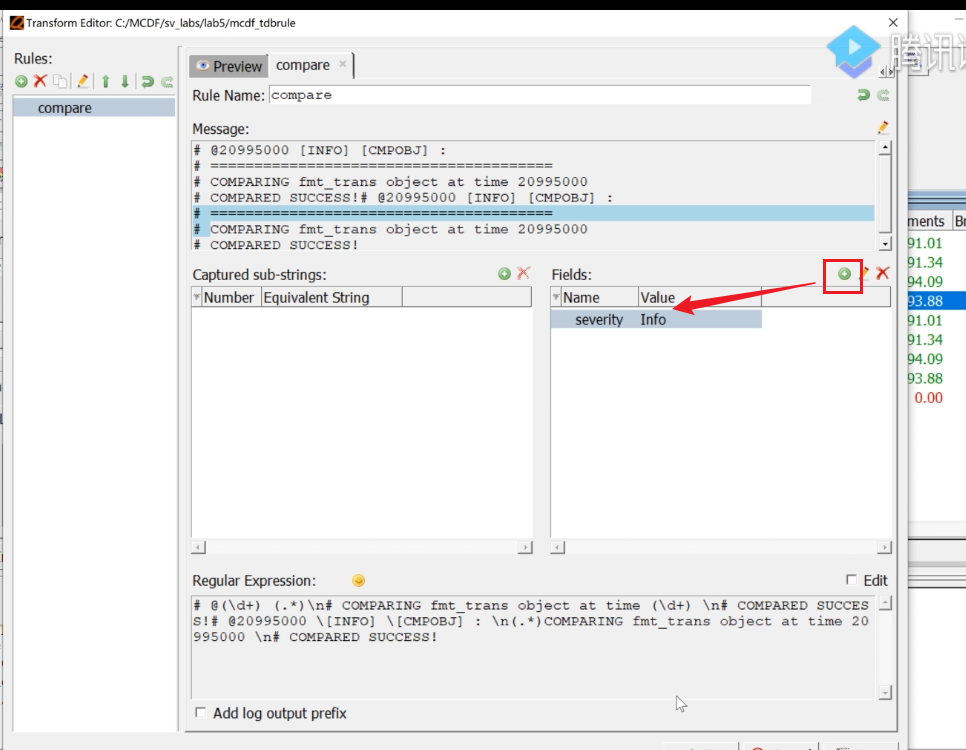 Transform Editor: C:/MCDF/sv_labs/lab5/mcdf_tdbrule
腾讯
Rules:
compare
Preview
compare
Rule Name:
compare
Message:
# @20995000 [INFO] [CMPOBJ] :
# =======================================
# COMPARING fmt_trans object at time 20995000
# COMPARED SUCCESS!# @20995000 [INFO] [CMPOBJ] :
# =======================================
# COMPARING fmt_trans object at time 20995000
# COMPARED SUCCESS!
Captured sub-strings:
Number Equivalent String
Fields:
Name Value
severity Info
Regular Expression:
Edit
# @(\d+) (.*)\n# COMPARING fmt_trans object at time (\d+) \n# COMPARED SUCCES
S!# @20995000 \[INFO] \[CMPOBJ] : \n(.*)COMPARING fmt_trans object at time 20
995000 \n# COMPARED SUCCESS!
Add log output prefix
ments Br
91.01
91.34
94.09
93.88
91.01
91.34
94.09
93.88
0.00